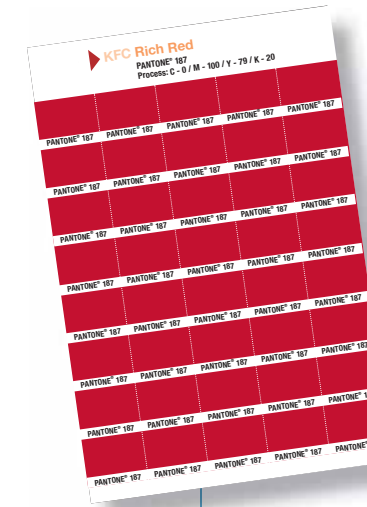 KFC Rich Red
PANTONE® 187
Process: C - 0 / M - 100 / Y - 79 / K - 20
PANTONE® 187 PANTONE® 187 PANTONE® 187 PANTONE® 187 PANTONE® 187
PANTONE® 187 PANTONE® 187 PANTONE® 187 PANTONE® 187 PANTONE® 187
PANTONE® 187 PANTONE® 187 PANTONE® 187 PANTONE® 187 PANTONE® 187
PANTONE® 187 PANTONE® 187 PANTONE® 187 PANTONE® 187 PANTONE® 187
PANTONE® 187 PANTONE® 187 PANTONE® 187 PANTONE® 187 PANTONE® 187
PANTONE® 187 PANTONE® 187 PANTONE® 187 PANTONE® 187 PANTONE® 187
PANTONE® 187 PANTONE® 187 PANTONE® 187 PANTONE® 187 PANTONE® 1
PANTONE® 187 PANTONE® 187 PANTONE® 187 PANTONE® 187 PANTONE®